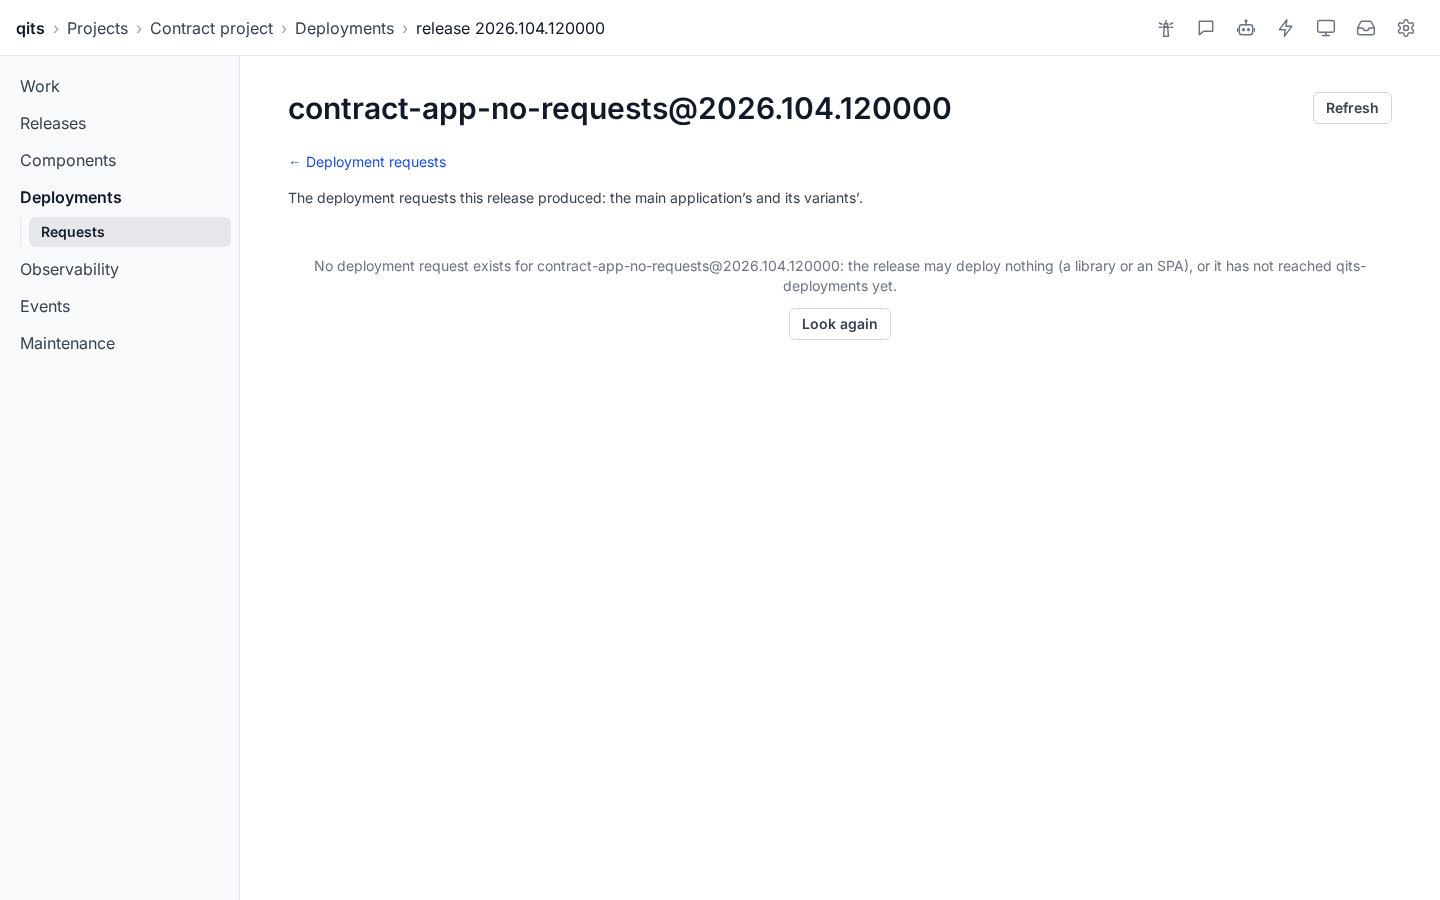 qits › Projects › Contract project › Deployments › release 2026.104.120000
Work
Releases
Components
Deployments
Requests
Observability
Events
Maintenance
contract-app-no-requests@2026.104.120000
Refresh
← Deployment requests
The deployment requests this release produced: the main application’s and its variants’.
No deployment request exists for contract-app-no-requests@2026.104.120000: the release may deploy nothing (a library or an SPA), or it has not reached qits-
deployments yet.
Look again